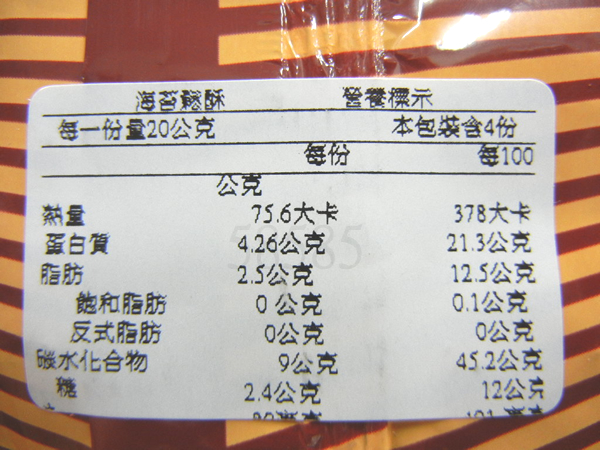 海苔鬆酥 營養標示
每一份量20公克 本包裝含4份
每份 每100
公克
熱量 75.6大卡 378大卡
蛋白質 4.26公克 21.3公克
脂肪 2.5公克 12.5公克
飽和脂肪 0 公克 0.1公克
反式脂肪 0公克 0公克
碳水化合物 9公克 45.2公克
糖 2.4公克 12公克